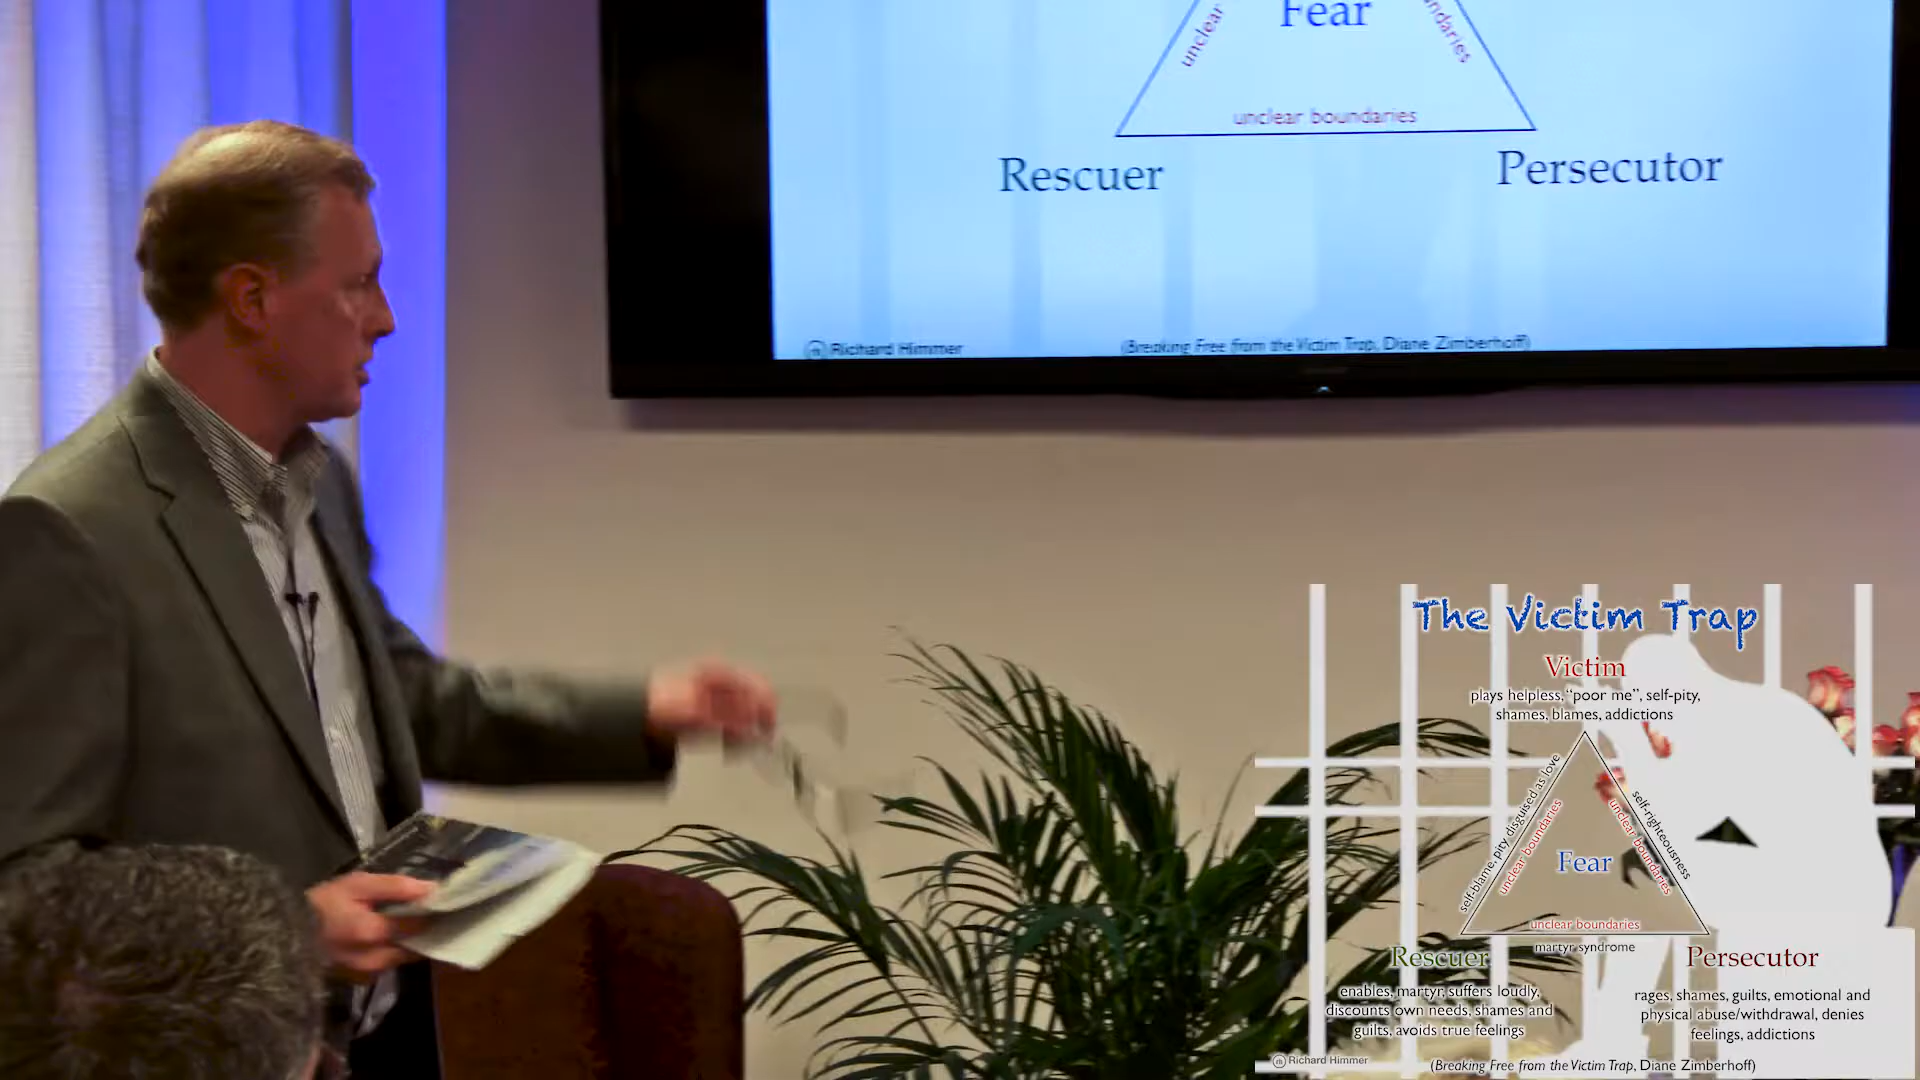 Fear
unclear
undaries
unclear boundaries
Rescuer
Persecutor
Richard Himmer
(Breaking Free from the Victim Trap, Diane Zimberhoff)
The Victim Trap
Victim
plays helpless, “poor me”, self-pity,
shames, blames, addictions
self-blame, pity disguised as love
unclear boundaries
self-righteousness
unclear boundaries
Fear
unclear boundaries
martyr syndrome
Rescuer
enables, martyr, suffers loudly,
discounts own needs, shames and
guilts, avoids true feelings
Persecutor
rages, shames, guilts, emotional and
physical abuse/withdrawal, denies
feelings, addictions
Richard Himmer
(Breaking Free from the Victim Trap, Diane Zimberhoff)